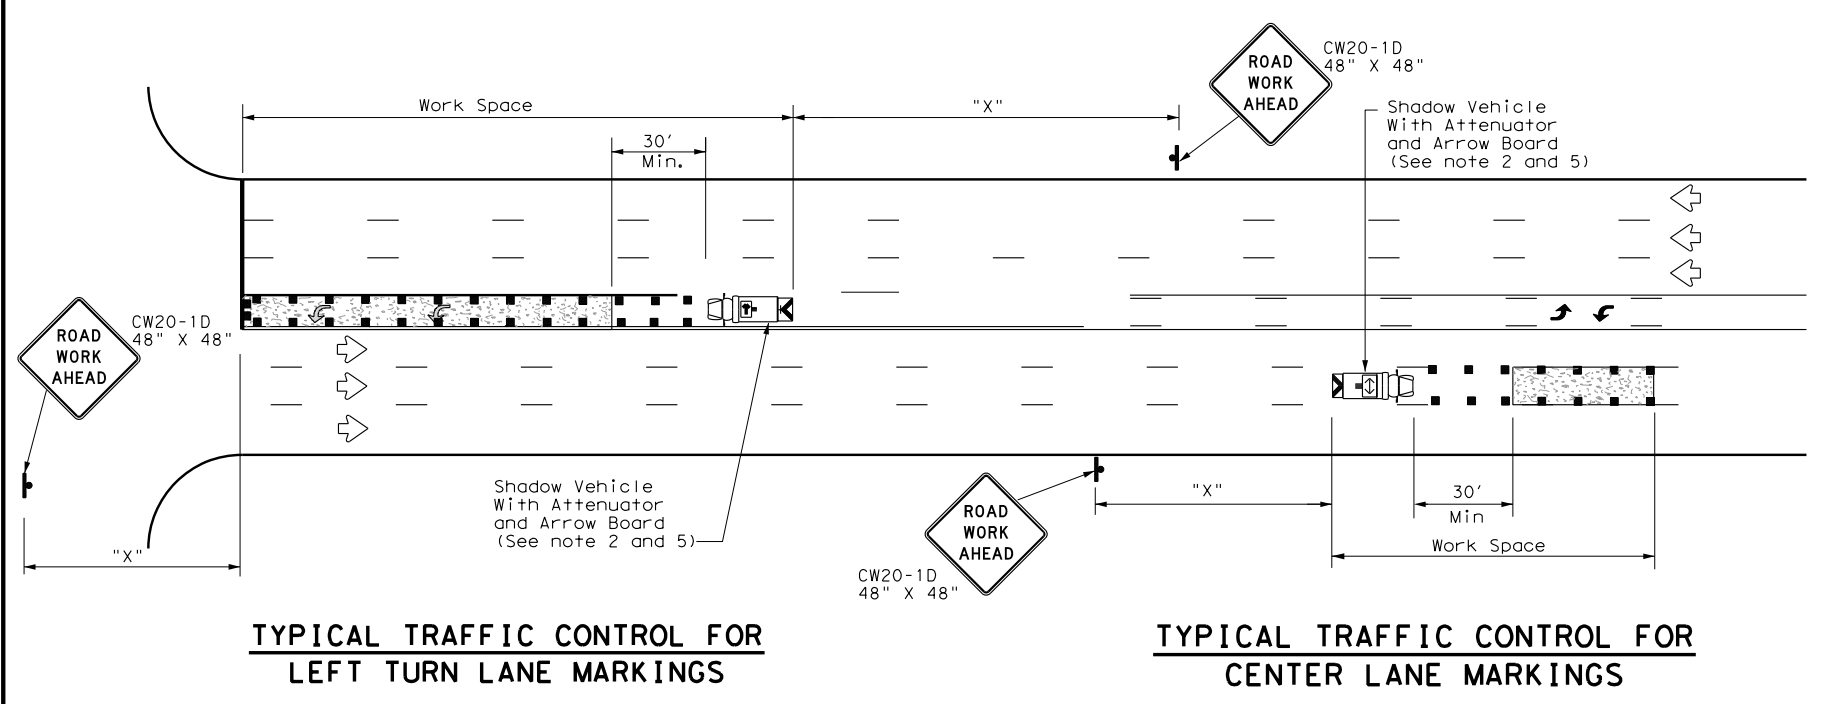 Work Space
"X"
30'
Min.
ROAD
WORK
AHEAD
CW20-1D
48" X 48"
Shadow Vehicle
With Attenuator
and Arrow Board
(See note 2 and 5)
ROAD
WORK
AHEAD
CW20-1D
48" X 48"
"X"
Shadow Vehicle
With Attenuator
and Arrow Board
(See note 2 and 5)
ROAD
WORK
AHEAD
CW20-1D
48" X 48"
"X"
30'
Min
Work Space
TYPICAL TRAFFIC CONTROL FOR
LEFT TURN LANE MARKINGS
TYPICAL TRAFFIC CONTROL FOR
CENTER LANE MARKINGS